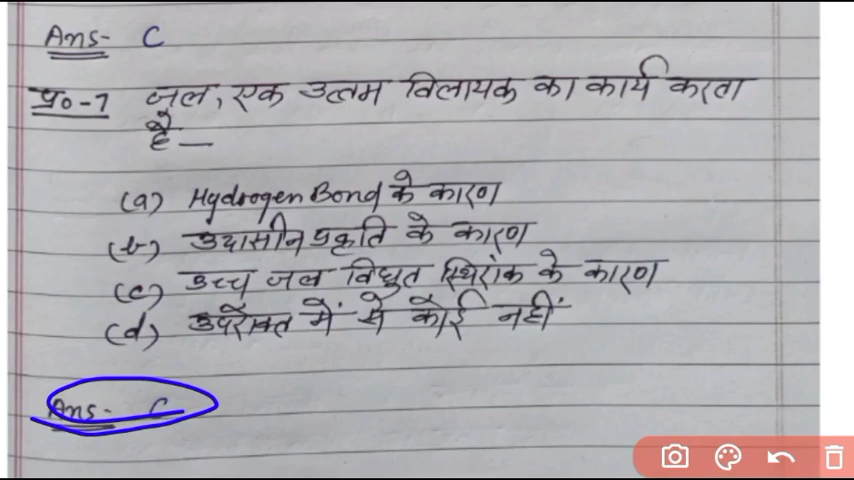 Ans- C
प्र०-7 जल, एक उत्तम विलायक का कार्य करता
है—
(a) Hydrogen Bond के कारण
(b) उदासीन प्रकृति के कारण
(c) उच्च जल विधुत स्थिरांक के कारण
(d) उपरोक्त में से कोई नहीं
Ans- C